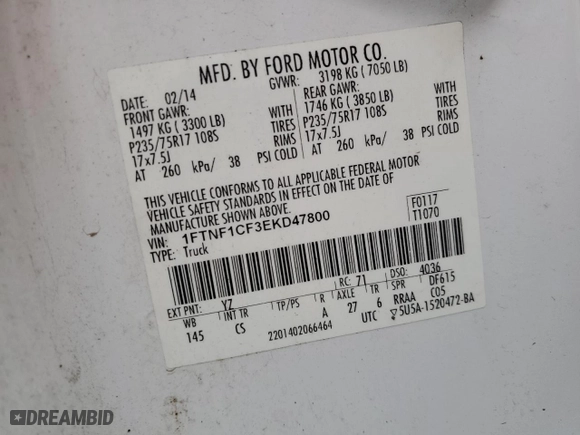 MFD. BY FORD MOTOR CO.
DATE: 02/14 GVWR: 3198 KG (7050 LB)
FRONT GAWR: REAR GAWR:
1497 KG (3300 LB) WITH 1746 KG (3850 LB) WITH
P235/75R17 108S TIRES P235/75R17 108S TIRES
17x7.5J RIMS 17x7.5J RIMS
AT 260 kPa/ 38 PSI COLD AT 260 kPa/ 38 PSI COLD
THIS VEHICLE CONFORMS TO ALL APPLICABLE FEDERAL MOTOR
VEHICLE SAFETY STANDARDS IN EFFECT ON THE DATE OF
MANUFACTURE SHOWN ABOVE.
VIN: 1FTNF1CF3EKD47800 F0117
TYPE: Truck T1070
EXT PNT: YZ RC: 71 DSO: 4036
WB INT TR TP/PS R AXLE TR SPR DF615
145 CS A 27 6 RRAA C05
2201402066464 UTC 5U5A-1520472-BA
DREAMBID